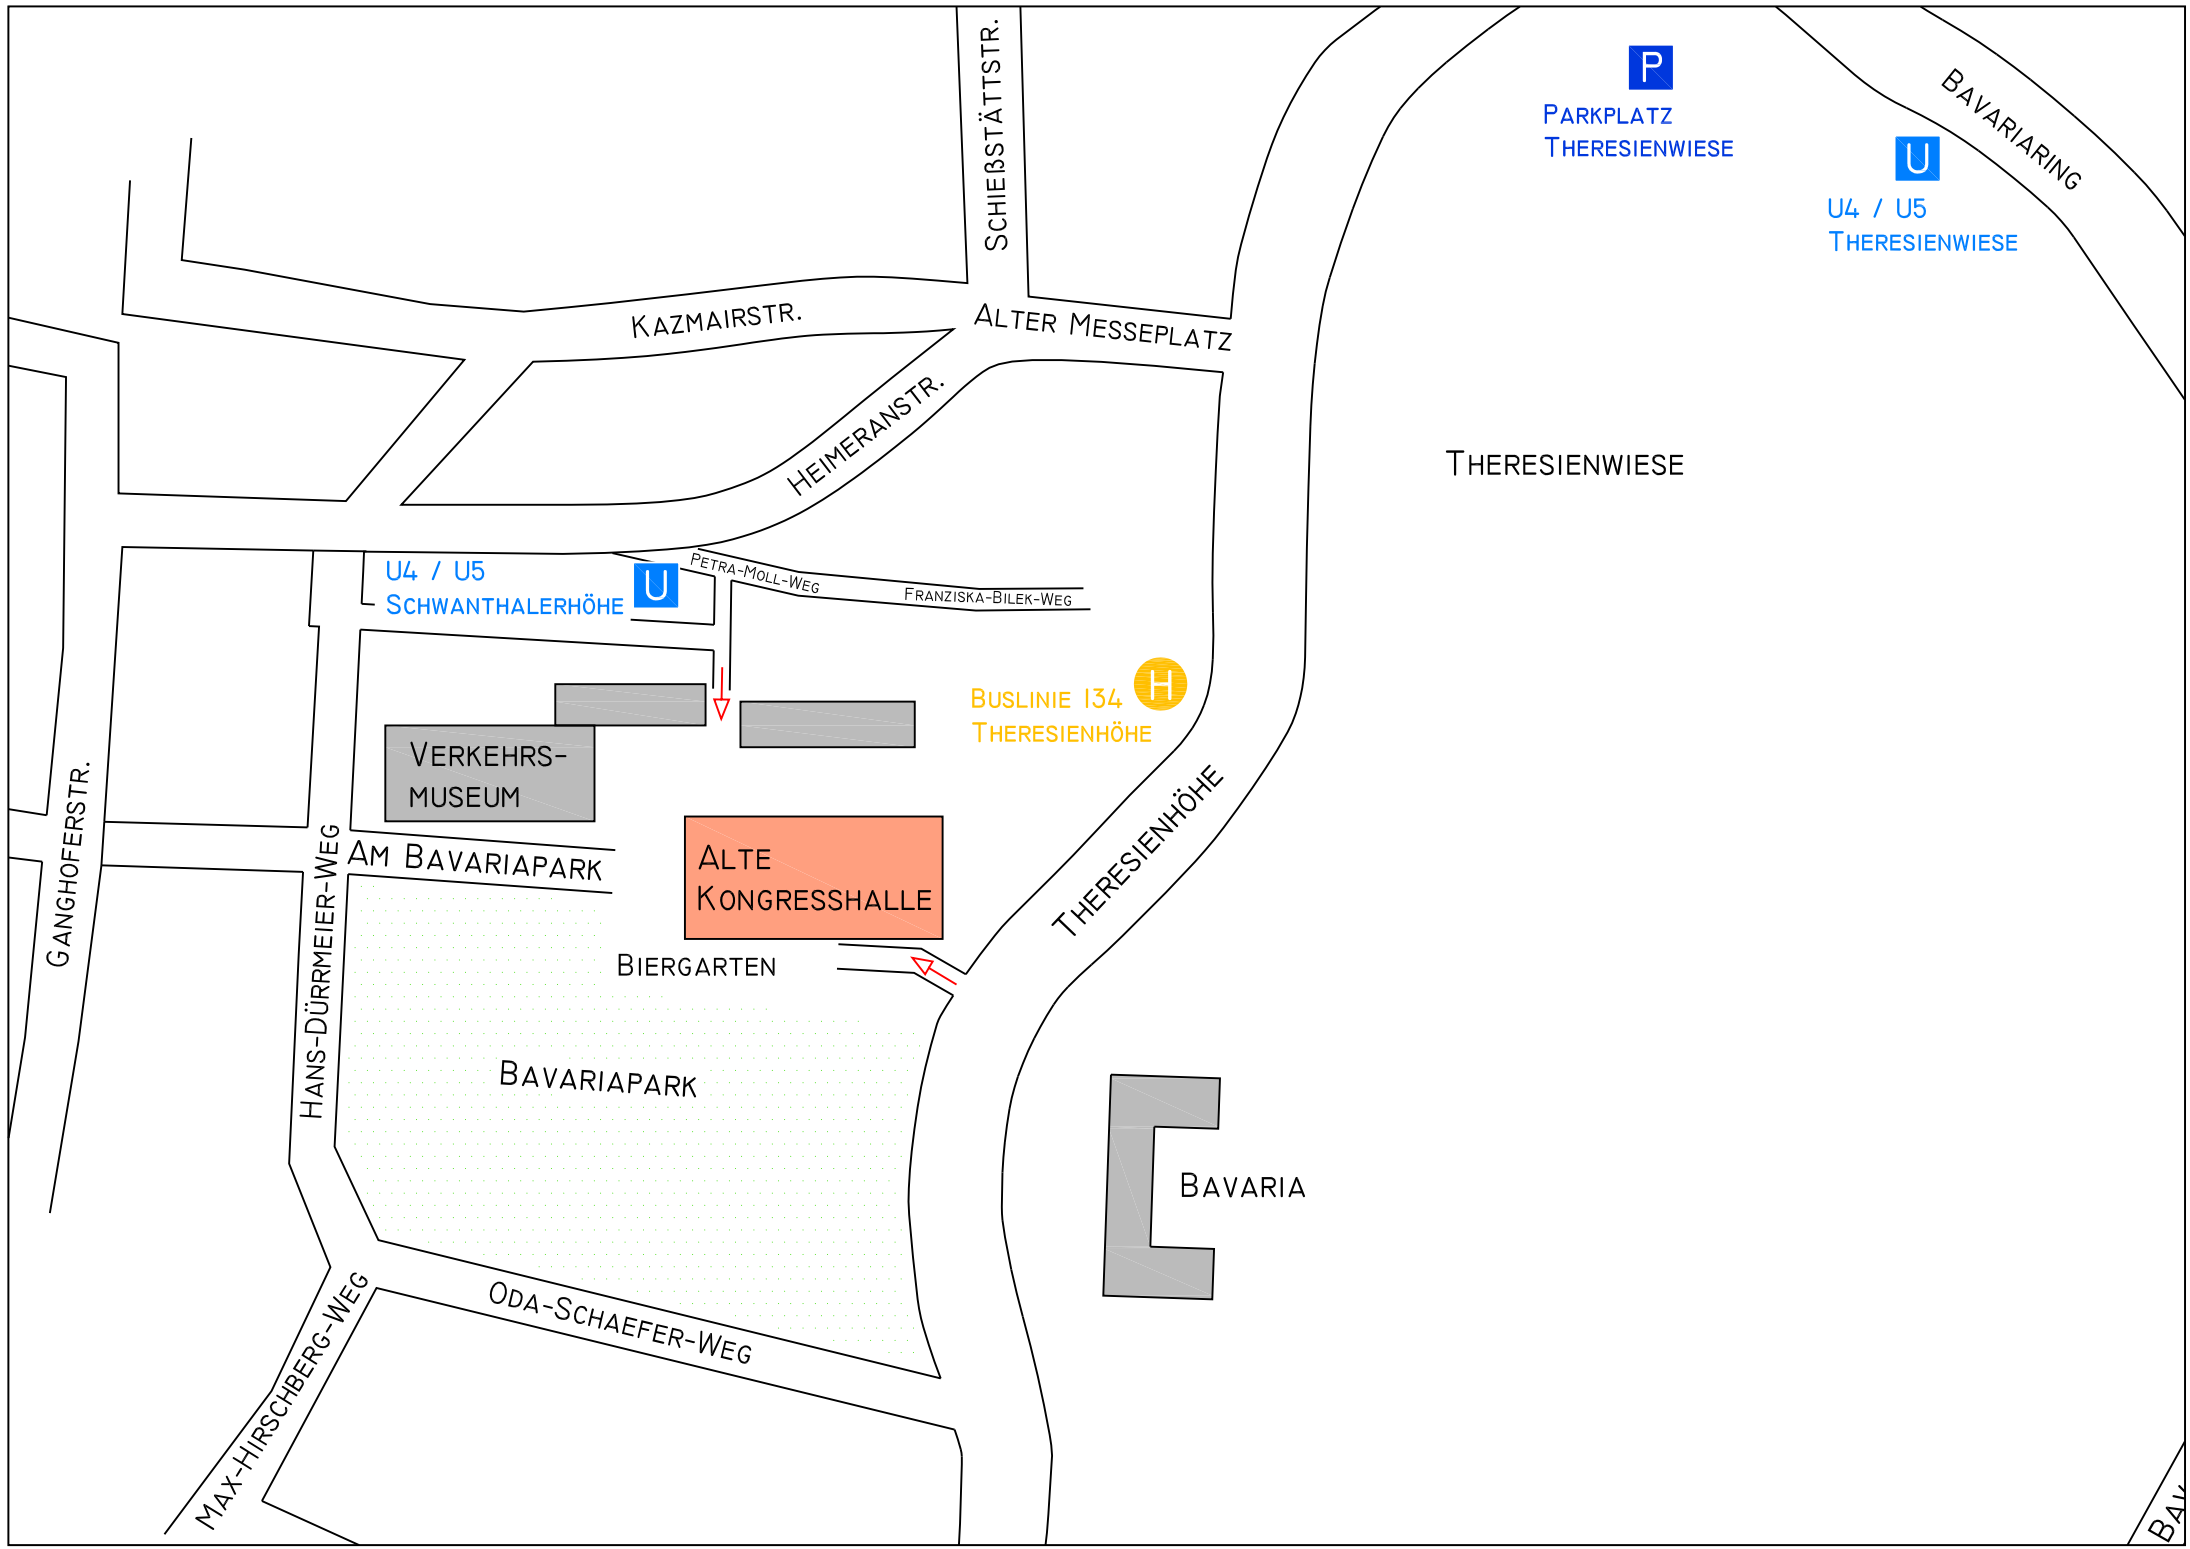 SCHIEßSTÄTTSTR.
P
PARKPLATZ
THERESIENWIESE
BAVARIARING
U
U4 / U5
THERESIENWIESE
KAZMAIRSTR.
ALTER MESSEPLATZ
HEIMERANSTR.
THERESIENWIESE
U4 / U5
SCHWANTHALERHÖHE
U
PETRA-MOLL-WEG
FRANZISKA-BILEK-WEG
BUSLINIE 134
THERESIENHÖHE
H
VERKEHRS-
MUSEUM
GANGHOFERSTR.
AM BAVARIAPARK
ALTE
KONGRESSHALLE
THERESIENHÖHE
HANS-DÜRRMEIER-WEG
BIERGARTEN
BAVARIAPARK
BAVARIA
ODA-SCHAEFER-WEG
MAX-HIRSCHBERG-WEG
BAV